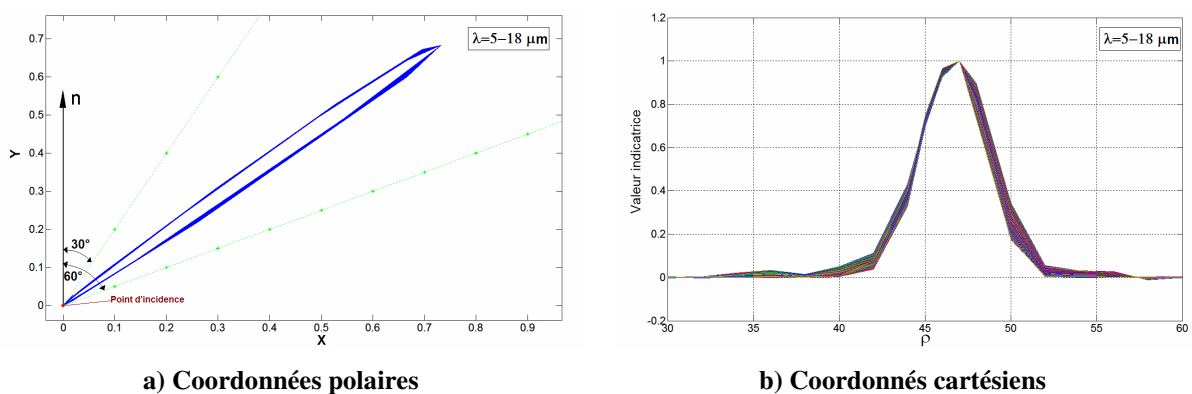 λ=5−18 µm
0.7
0.6
0.5
0.4
0.3
0.2
0.1
0
Y
n
30°
60°
Point d'incidence
0 0.1 0.2 0.3 0.4 0.5 0.6 0.7 0.8 0.9
X
a) Coordonnées polaires
λ=5−18 µm
1.2
1
0.8
0.6
0.4
0.2
0
-0.2
Valeur indicatrice
30 35 40 45 50 55 60
ρ
b) Coordonnés cartésiens